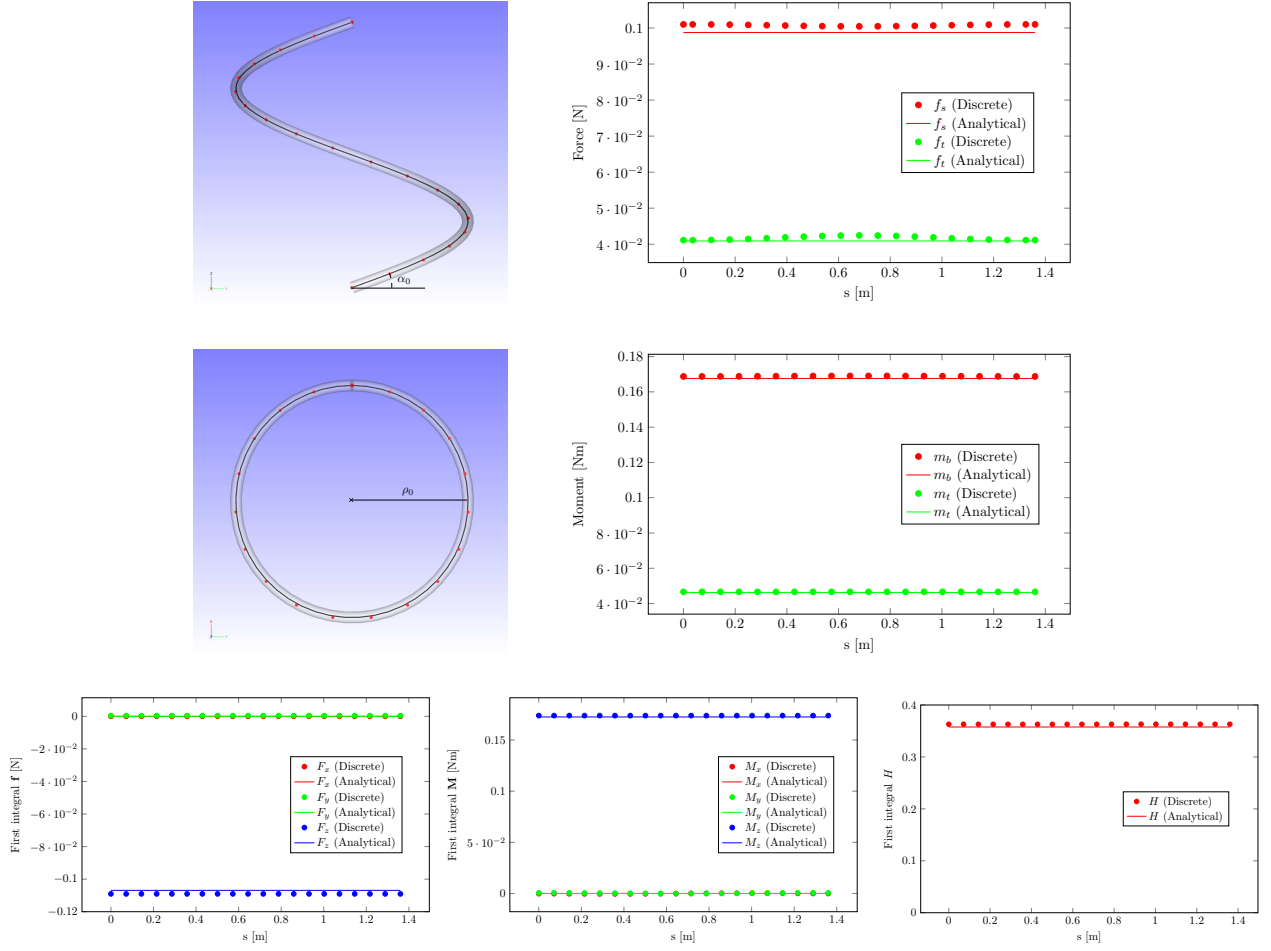 α₀
0.1
9 · 10⁻²
8 · 10⁻²
7 · 10⁻²
6 · 10⁻²
5 · 10⁻²
4 · 10⁻²
Force [N]
f_s (Discrete)
f_s (Analytical)
f_t (Discrete)
f_t (Analytical)
0 0.2 0.4 0.6 0.8 1 1.2 1.4
s [m]
ρ₀
0.18
0.16
0.14
0.12
0.1
8 · 10⁻²
6 · 10⁻²
4 · 10⁻²
Moment [Nm]
m_b (Discrete)
m_b (Analytical)
m_t (Discrete)
m_t (Analytical)
0 0.2 0.4 0.6 0.8 1 1.2 1.4
s [m]
0
−2 · 10⁻²
−4 · 10⁻²
−6 · 10⁻²
−8 · 10⁻²
−0.1
−0.12
First integral f [N]
F_x (Discrete)
F_x (Analytical)
F_y (Discrete)
F_y (Analytical)
F_z (Discrete)
F_z (Analytical)
0 0.2 0.4 0.6 0.8 1 1.2 1.4
s [m]
0.15
0.1
5 · 10⁻²
0
First integral M [Nm]
M_x (Discrete)
M_x (Analytical)
M_y (Discrete)
M_y (Analytical)
M_z (Discrete)
M_z (Analytical)
0 0.2 0.4 0.6 0.8 1 1.2 1.4
s [m]
0.4
0.3
0.2
0.1
0
First integral H
H (Discrete)
H (Analytical)
0 0.2 0.4 0.6 0.8 1 1.2 1.4
s [m]